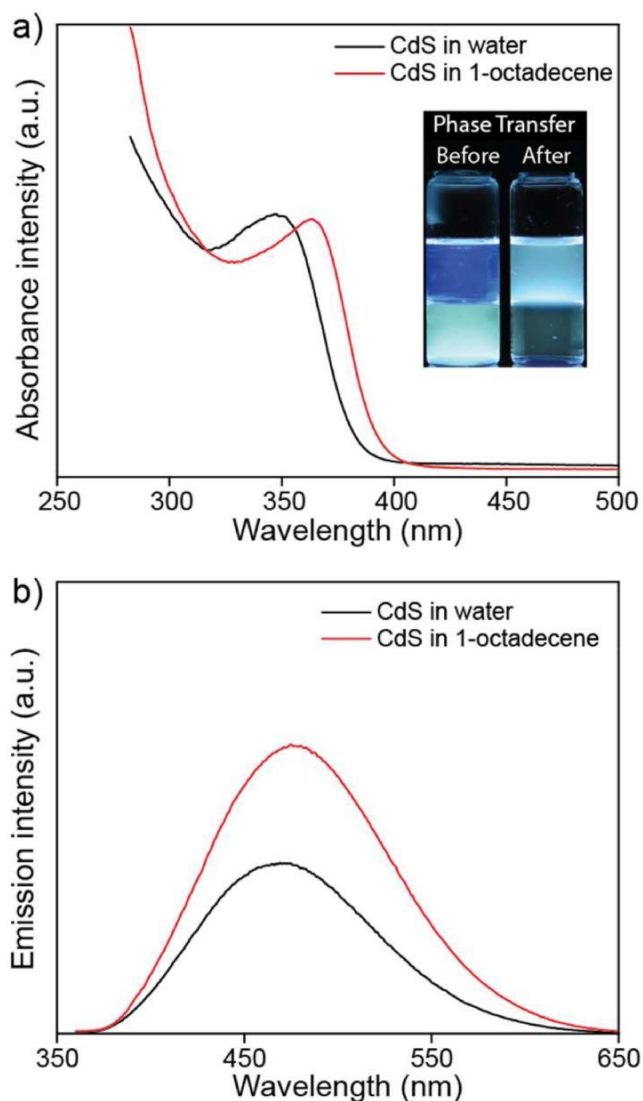 a)
CdS in water
CdS in 1-octadecene
Phase Transfer
Before After
Absorbance intensity (a.u.)
250 300 350 400 450 500
Wavelength (nm)
b)
CdS in water
CdS in 1-octadecene
Emission intensity (a.u.)
350 450 550 650
Wavelength (nm)